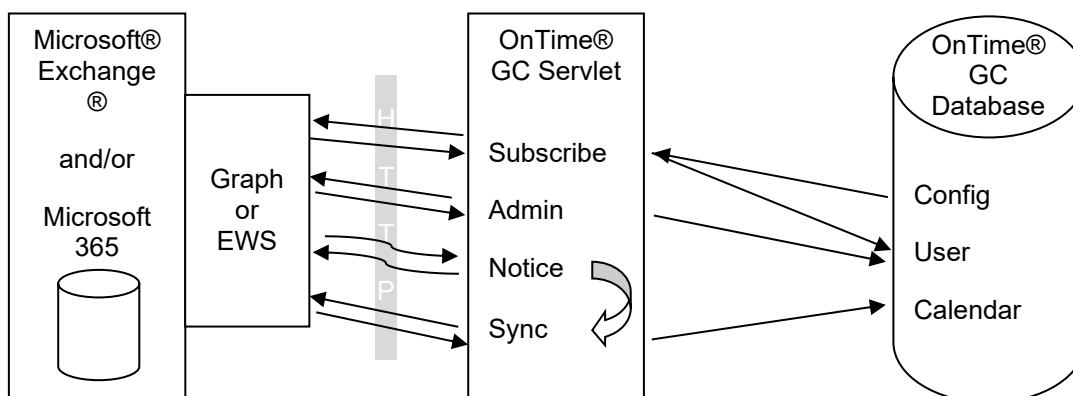 Microsoft®
Exchange
®
and/or
Microsoft
365
Graph
or
EWS
H
T
T
P
OnTime®
GC Servlet
Subscribe
Admin
Notice
Sync
OnTime®
GC
Database
Config
User
Calendar